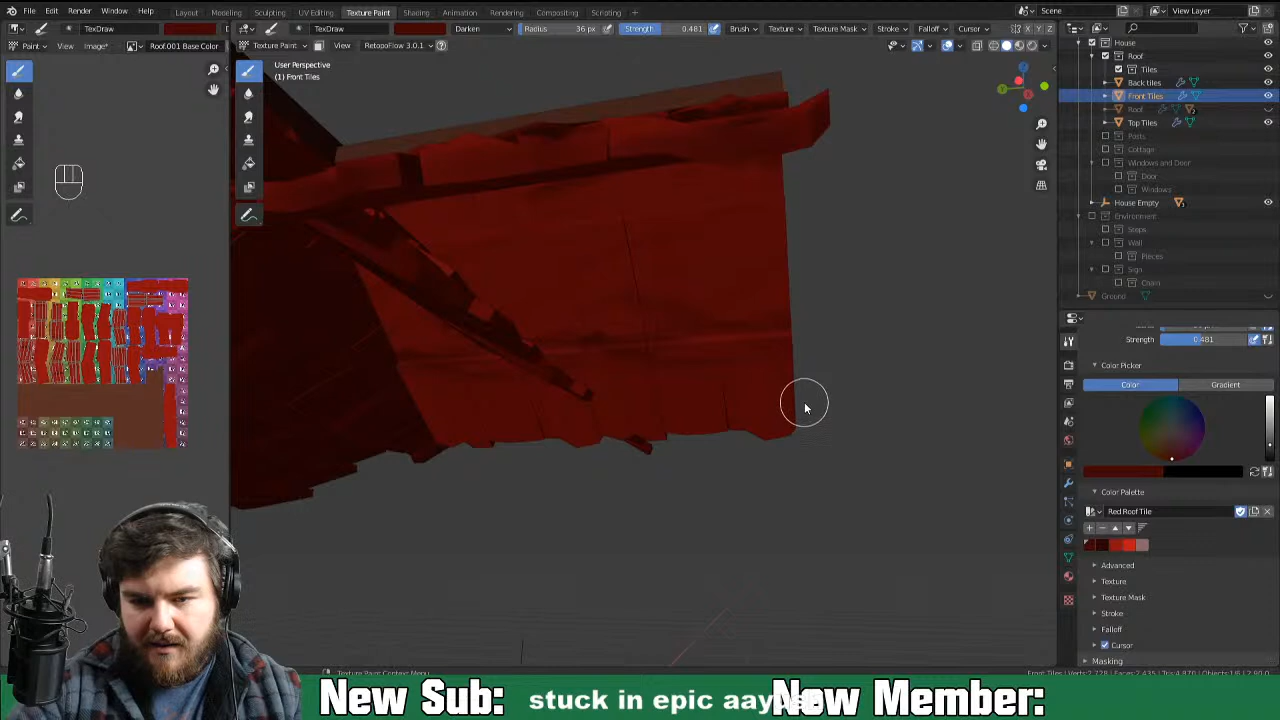 File Edit Render Window Help Layout Modeling Sculpting UV Editing Texture Paint Shading Animation Rendering Compositing Scripting + Scene View Layer
TexDraw TexDraw Radius 36 px Strength 0.481 Brush Texture Texture Mask Stroke Falloff Cursor
Paint View Image* Roof.001 Base Color Texture Paint View RetopoFlow 3.0.1
User Perspective
(1) Front Tiles
House
Roof
Tiles
Back tiles
Front Tiles
Roof
Top Tiles
Posts
Cottage
Windows and Door
Door
Windows
House Empty
Environment
Steps
Wall
Pieces
Sign
Chain
Ground
Strength 0.481
Color Picker
Color Gradient
Color Palette
Red Roof Tile
Advanced
Texture
Texture Mask
Stroke
Falloff
Cursor
Masking
Texture Paint Context Menu
New Sub: stuck in epic New Member: